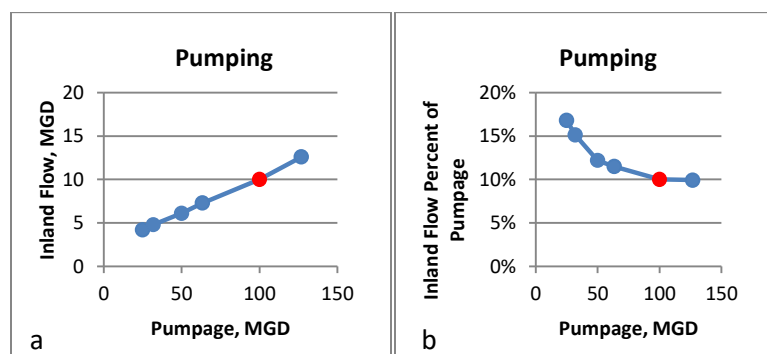 Pumping
Inland Flow, MGD
20
15
10
5
0
0 50 100 150
Pumpage, MGD
a
Pumping
Inland Flow Percent of
Pumpage
20%
15%
10%
5%
0%
0 50 100 150
Pumpage, MGD
b